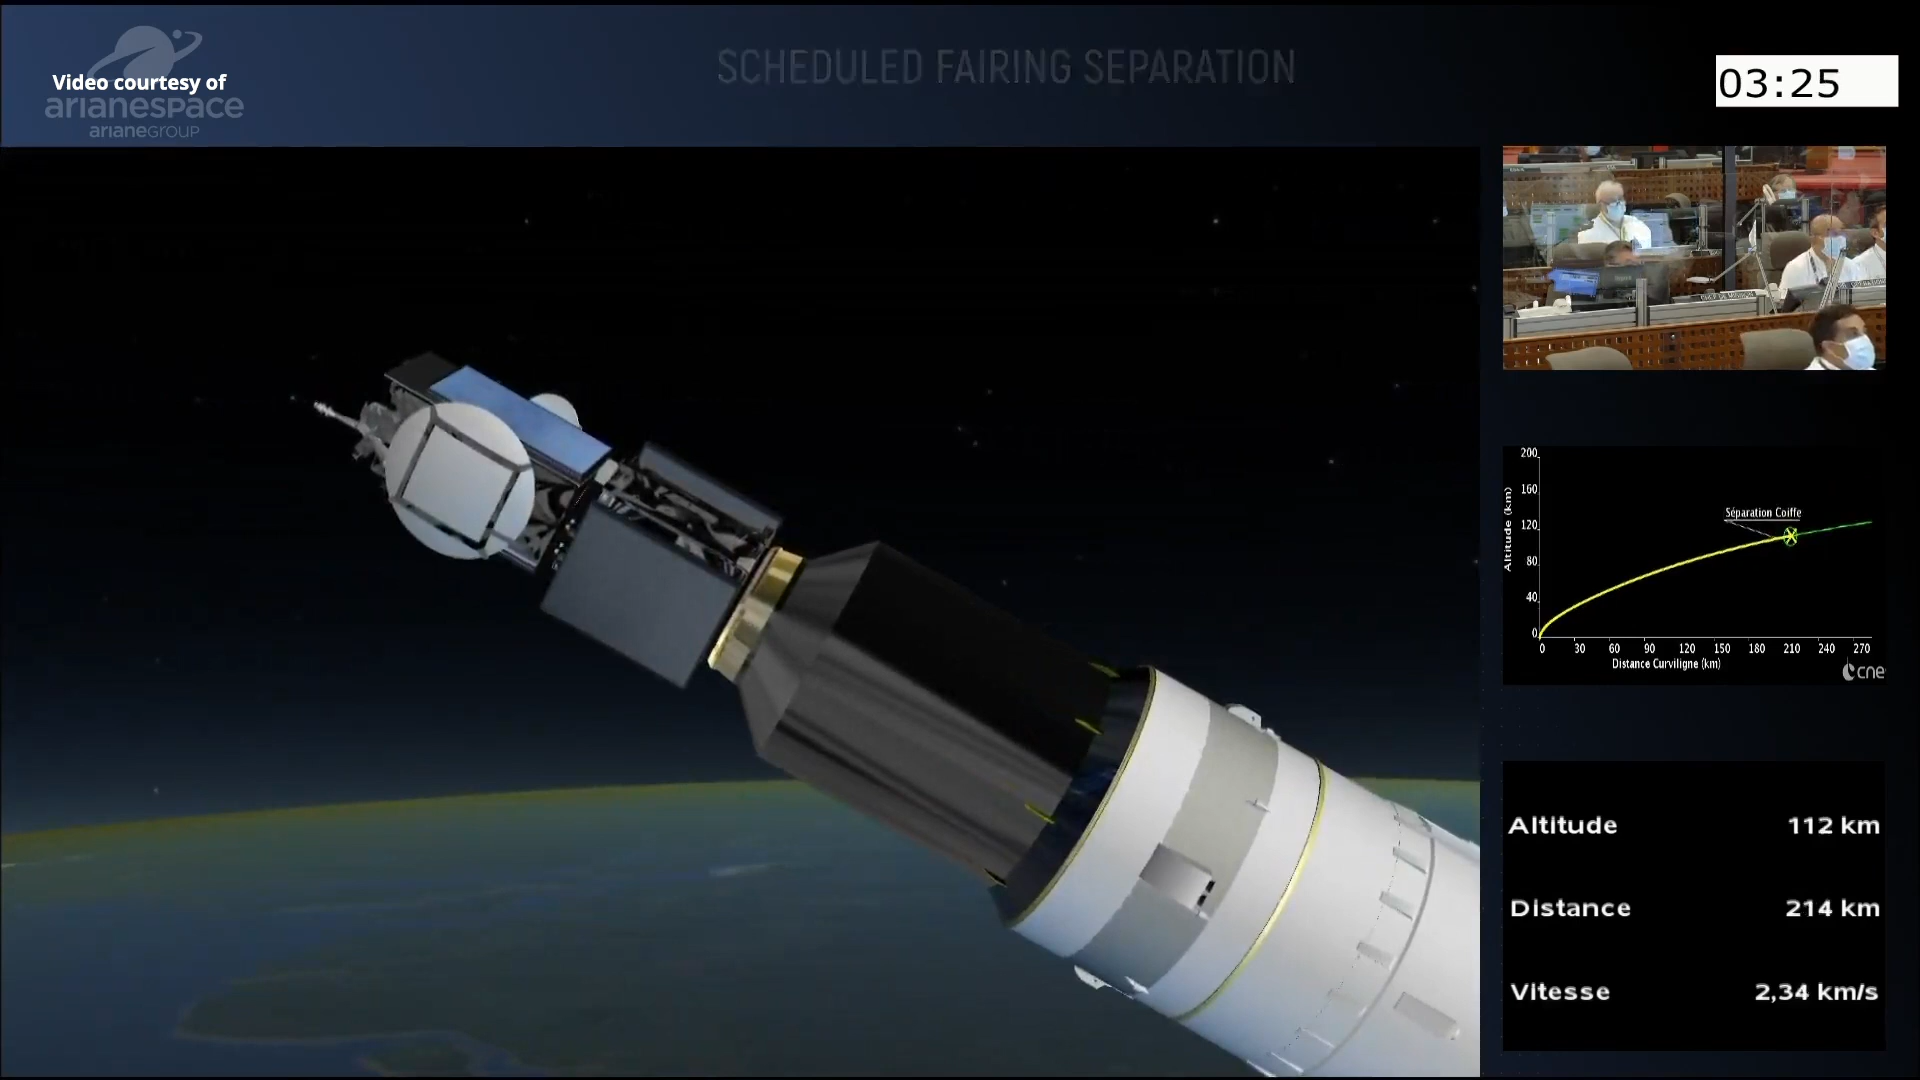 Video courtesy of
arianespace
arianeGROUP
SCHEDULED FAIRING SEPARATION
03:25
Altitude (km)
200
160
120
80
40
0
Séparation Coiffe
0 30 60 90 120 150 180 210 240 270
Distance Curviligne (km)
cne
Altitude 112 km
Distance 214 km
Vitesse 2,34 km/s